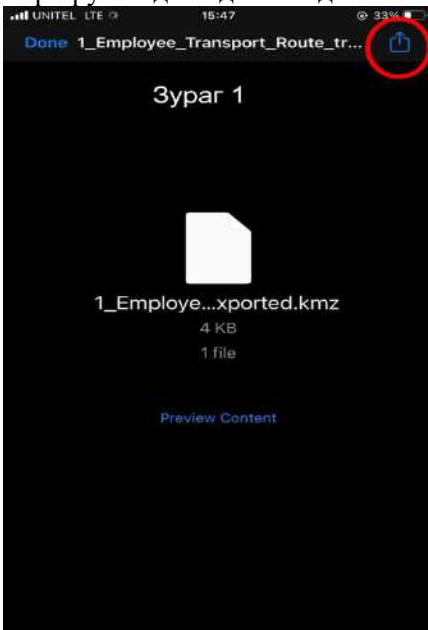 UNITEL LTE 15:47 33%
Done 1_Employee_Transport_Route_tr...
Зураг 1
1_Employe...xported.kmz
4 KB
1 file
Preview Content